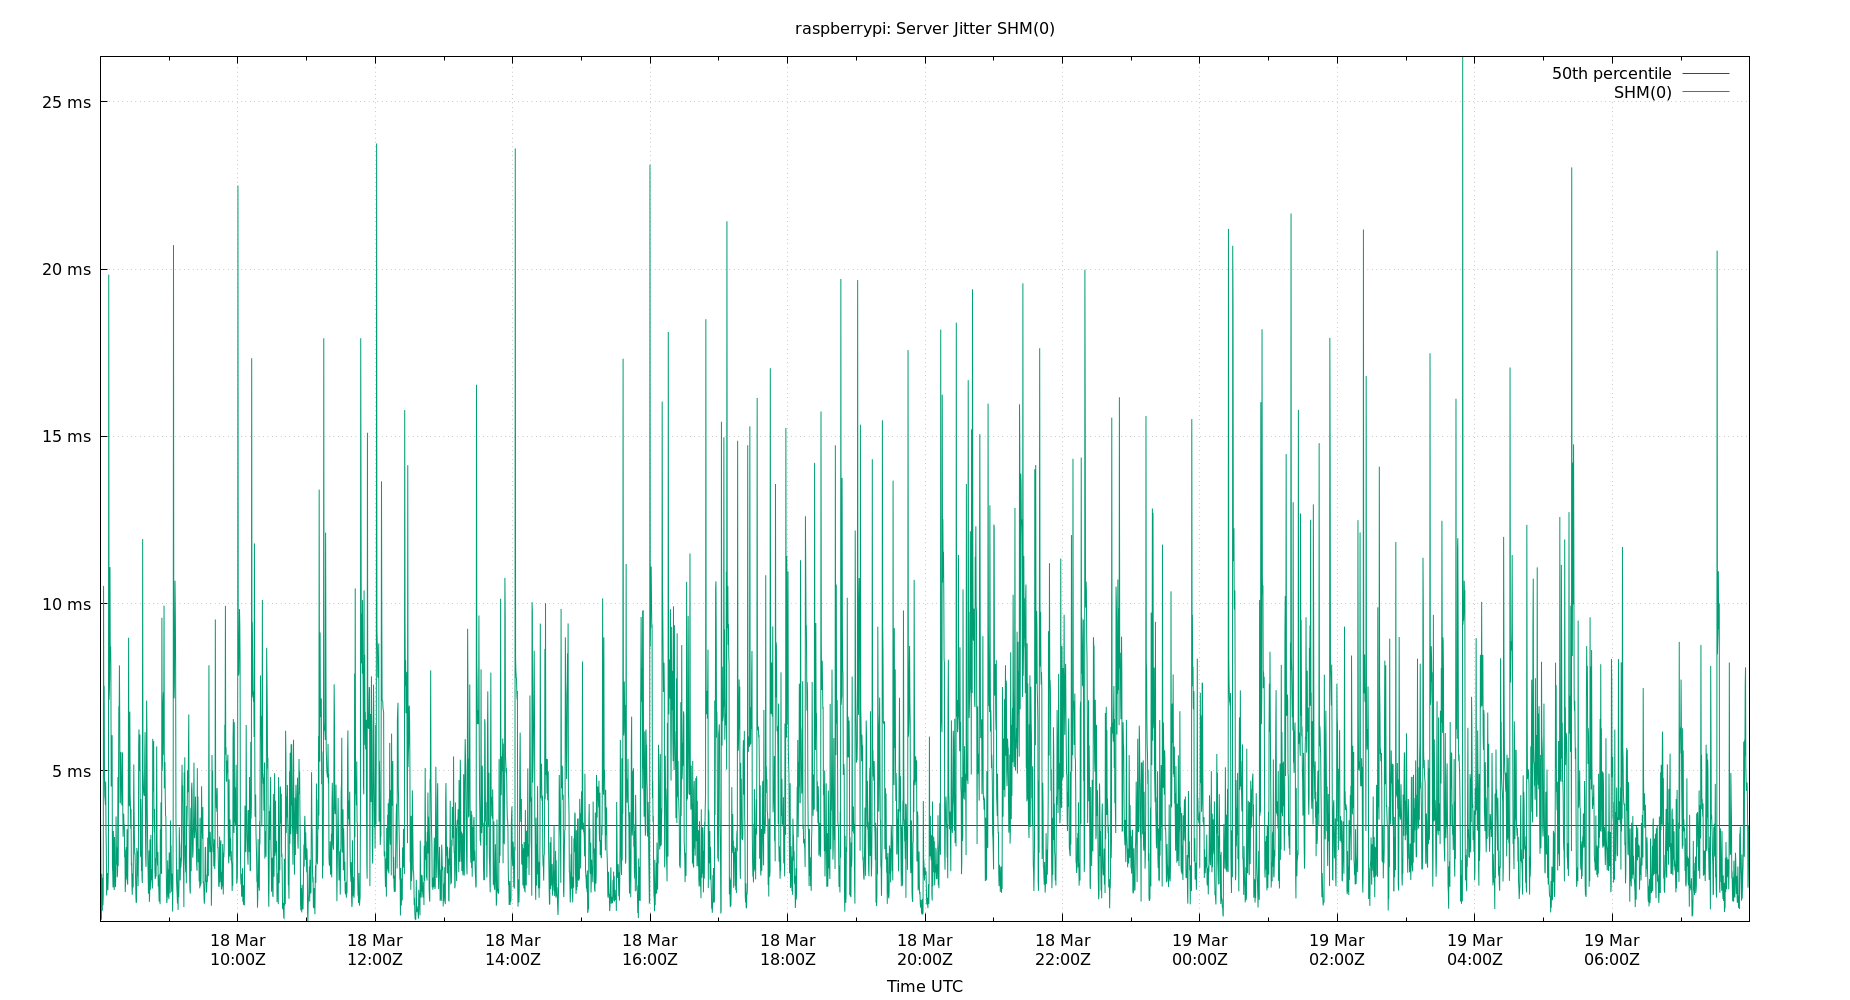 raspberrypi: Server Jitter SHM(0)
50th percentile
SHM(0)
25 ms
20 ms
15 ms
10 ms
5 ms
18 Mar 18 Mar 18 Mar 18 Mar 18 Mar 18 Mar 18 Mar 19 Mar 19 Mar 19 Mar 19 Mar
10:00Z 12:00Z 14:00Z 16:00Z 18:00Z 20:00Z 22:00Z 00:00Z 02:00Z 04:00Z 06:00Z
Time UTC